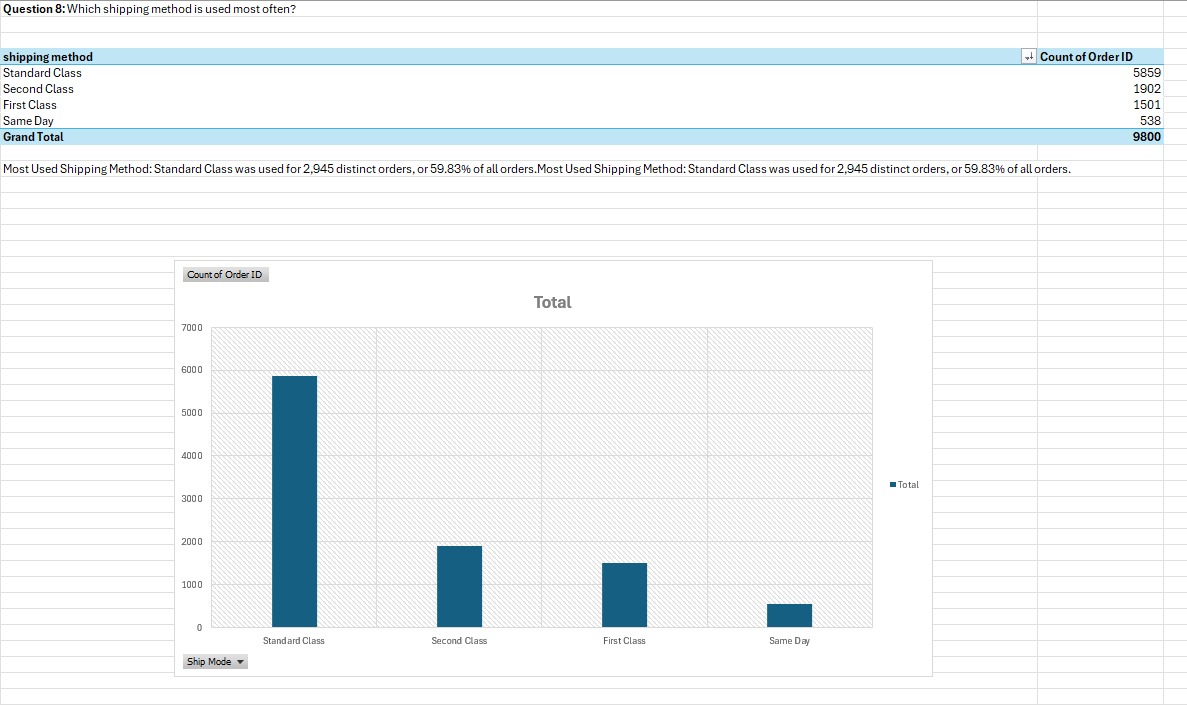 Question 8: Which shipping method is used most often?
shipping method Count of Order ID
Standard Class 5859
Second Class 1902
First Class 1501
Same Day 538
Grand Total 9800
Most Used Shipping Method: Standard Class was used for 2,945 distinct orders, or 59.83% of all orders.Most Used Shipping Method: Standard Class was used for 2,945 distinct orders, or 59.83% of all orders.
Count of Order ID
Total
7000
6000
5000
4000
3000
2000
1000
0
Total
Standard Class Second Class First Class Same Day
Ship Mode